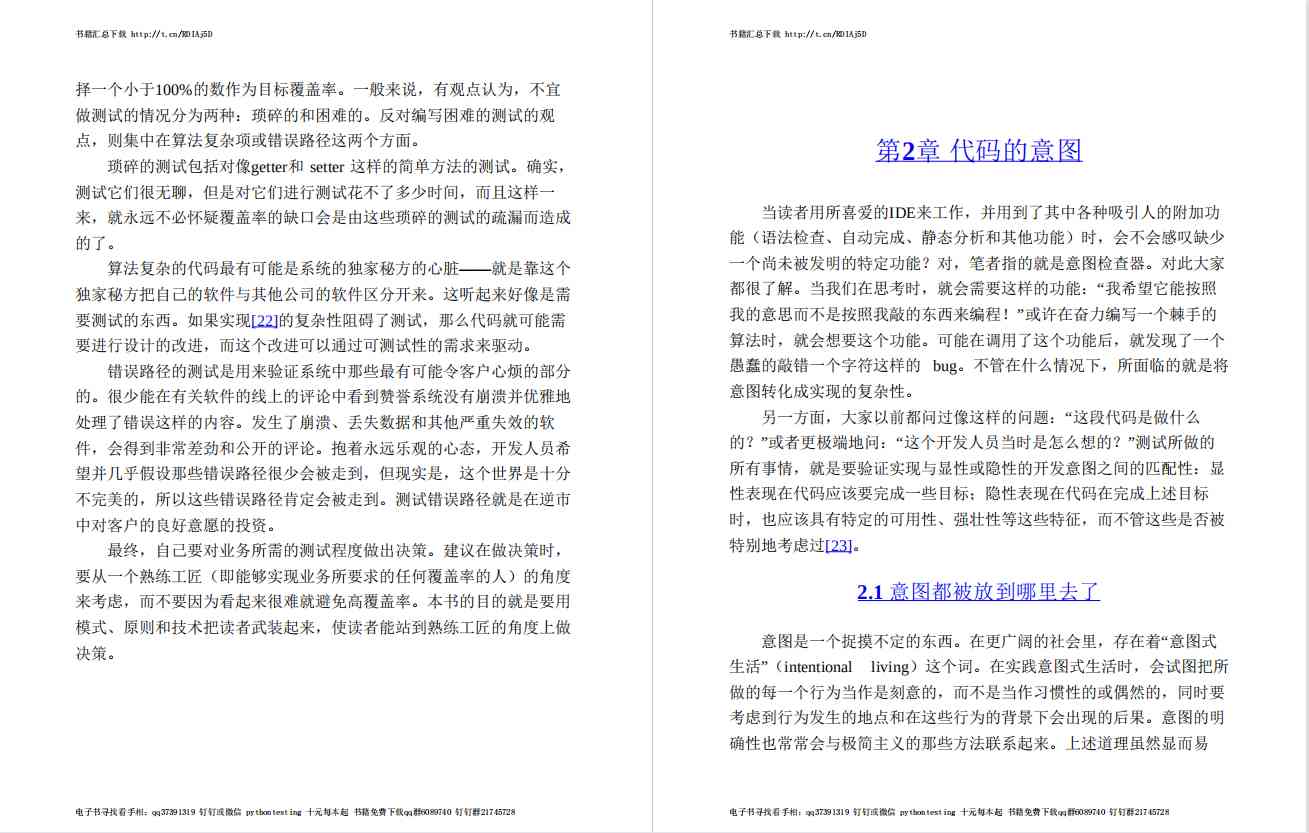 书籍汇总下载 http://t.cn/RDIAj5D
择一个小于100%的数作为目标覆盖率。一般来说，有观点认为，不宜
做测试的情况分为两种：琐碎的和困难的。反对编写困难的测试的观
点，则集中在算法复杂项或错误路径这两个方面。
琐碎的测试包括对像getter和 setter 这样的简单方法的测试。确实，
测试它们很无聊，但是对它们进行测试花不了多少时间，而且这样一
来，就永远不必怀疑覆盖率的缺口会是由这些琐碎的测试的疏漏而造成
的了。
算法复杂的代码最有可能是系统的独家秘方的心脏——就是靠这个
独家秘方把自己的软件与其他公司的软件区分开来。这听起来好像是需
要测试的东西。如果实现[22]的复杂性阻碍了测试，那么代码就可能需
要进行设计的改进，而这个改进可以通过可测试性的需求来驱动。
错误路径的测试是用来验证系统中那些最有可能令客户心烦的部分
的。很少能在有关软件的线上的评论中看到赞誉系统没有崩溃并优雅地
处理了错误这样的内容。发生了崩溃、丢失数据和其他严重失效的软
件，会得到非常差劲和公开的评论。抱着永远乐观的心态，开发人员希
望并几乎假设那些错误路径很少会被走到，但现实是，这个世界是十分
不完美的，所以这些错误路径肯定会被走到。测试错误路径就是在逆市
中对客户的良好意愿的投资。
最终，自己要对业务所需的测试程度做出决策。建议在做决策时，
要从一个熟练工匠（即能够实现业务所要求的任何覆盖率的人）的角度
来考虑，而不要因为看起来很难就避免高覆盖率。本书的目的就是要用
模式、原则和技术把读者武装起来，使读者能站到熟练工匠的角度上做
决策。
电子书寻找看手相：qq37391319 钉钉或微信 pythontesting 十元每本起 书籍免费下载qq群6089740 钉钉群21745728
书籍汇总下载 http://t.cn/RDIAj5D
第2章 代码的意图
当读者用所喜爱的IDE来工作，并用到了其中各种吸引人的附加功
能（语法检查、自动完成、静态分析和其他功能）时，会不会感叹缺少
一个尚未被发明的特定功能？对，笔者指的就是意图检查器。对此大家
都很了解。当我们在思考时，就会需要这样的功能：“我希望它能按照
我的意思而不是按照我敲的东西来编程！”或许在奋力编写一个棘手的
算法时，就会想要这个功能。可能在调用了这个功能后，就发现了一个
愚蠢的敲错一个字符这样的 bug。不管在什么情况下，所面临的就是将
意图转化成实现的复杂性。
另一方面，大家以前都问过像这样的问题：“这段代码是做什么
的？”或者更极端地问：“这个开发人员当时是怎么想的？”测试所做的
所有事情，就是要验证实现与显性或隐性的开发意图之间的匹配性：显
性表现在代码应该要完成一些目标；隐性表现在代码在完成上述目标
时，也应该具有特定的可用性、强壮性等这些特征，而不管这些是否被
特别地考虑过[23]。
2.1 意图都被放到哪里去了
意图是一个捉摸不定的东西。在更广阔的社会里，存在着“意图式
生活”（intentional living）这个词。在实践意图式生活时，会试图把所
做的每一个行为当作是刻意的，而不是当作习惯性的或偶然的，同时要
考虑到行为发生的地点和在这些行为的背景下会出现的后果。意图的明
确性也常常会与极简主义的那些方法联系起来。上述道理虽然显而易
电子书寻找看手相：qq37391319 钉钉或微信 pythontesting 十元每本起 书籍免费下载qq群6089740 钉钉群21745728